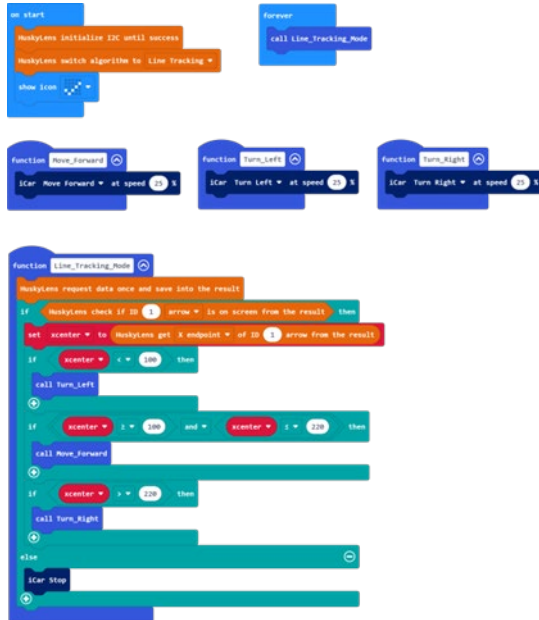 on start
HuskyLens initialize I2C until success
HuskyLens switch algorithm to Line Tracking
show icon
forever
call Line_Tracking_Mode
function Move_Forward
iCar Move Forward at speed 25 %
function Turn_Left
iCar Turn Left at speed 25 %
function Turn_Right
iCar Turn Right at speed 25 %
function Line_Tracking_Mode
HuskyLens request data once and save into the result
if HuskyLens check if ID 1 arrow is on screen from the result then
set xcenter to HuskyLens get X endpoint of ID 1 arrow from the result
if xcenter < 100 then
call Turn_Left
if xcenter ≥ 100 and xcenter ≤ 220 then
call Move_Forward
if xcenter > 220 then
call Turn_Right
else
iCar Stop